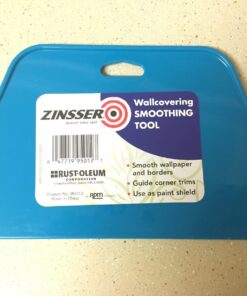 ZINSSER
Wallcovering
SMOOTHING
TOOL
• Smooth wallpaper
and borders
• Guide corner trims
• Use as paint shield
RUST-OLEUM
CORPORATION
rpm
Made in China